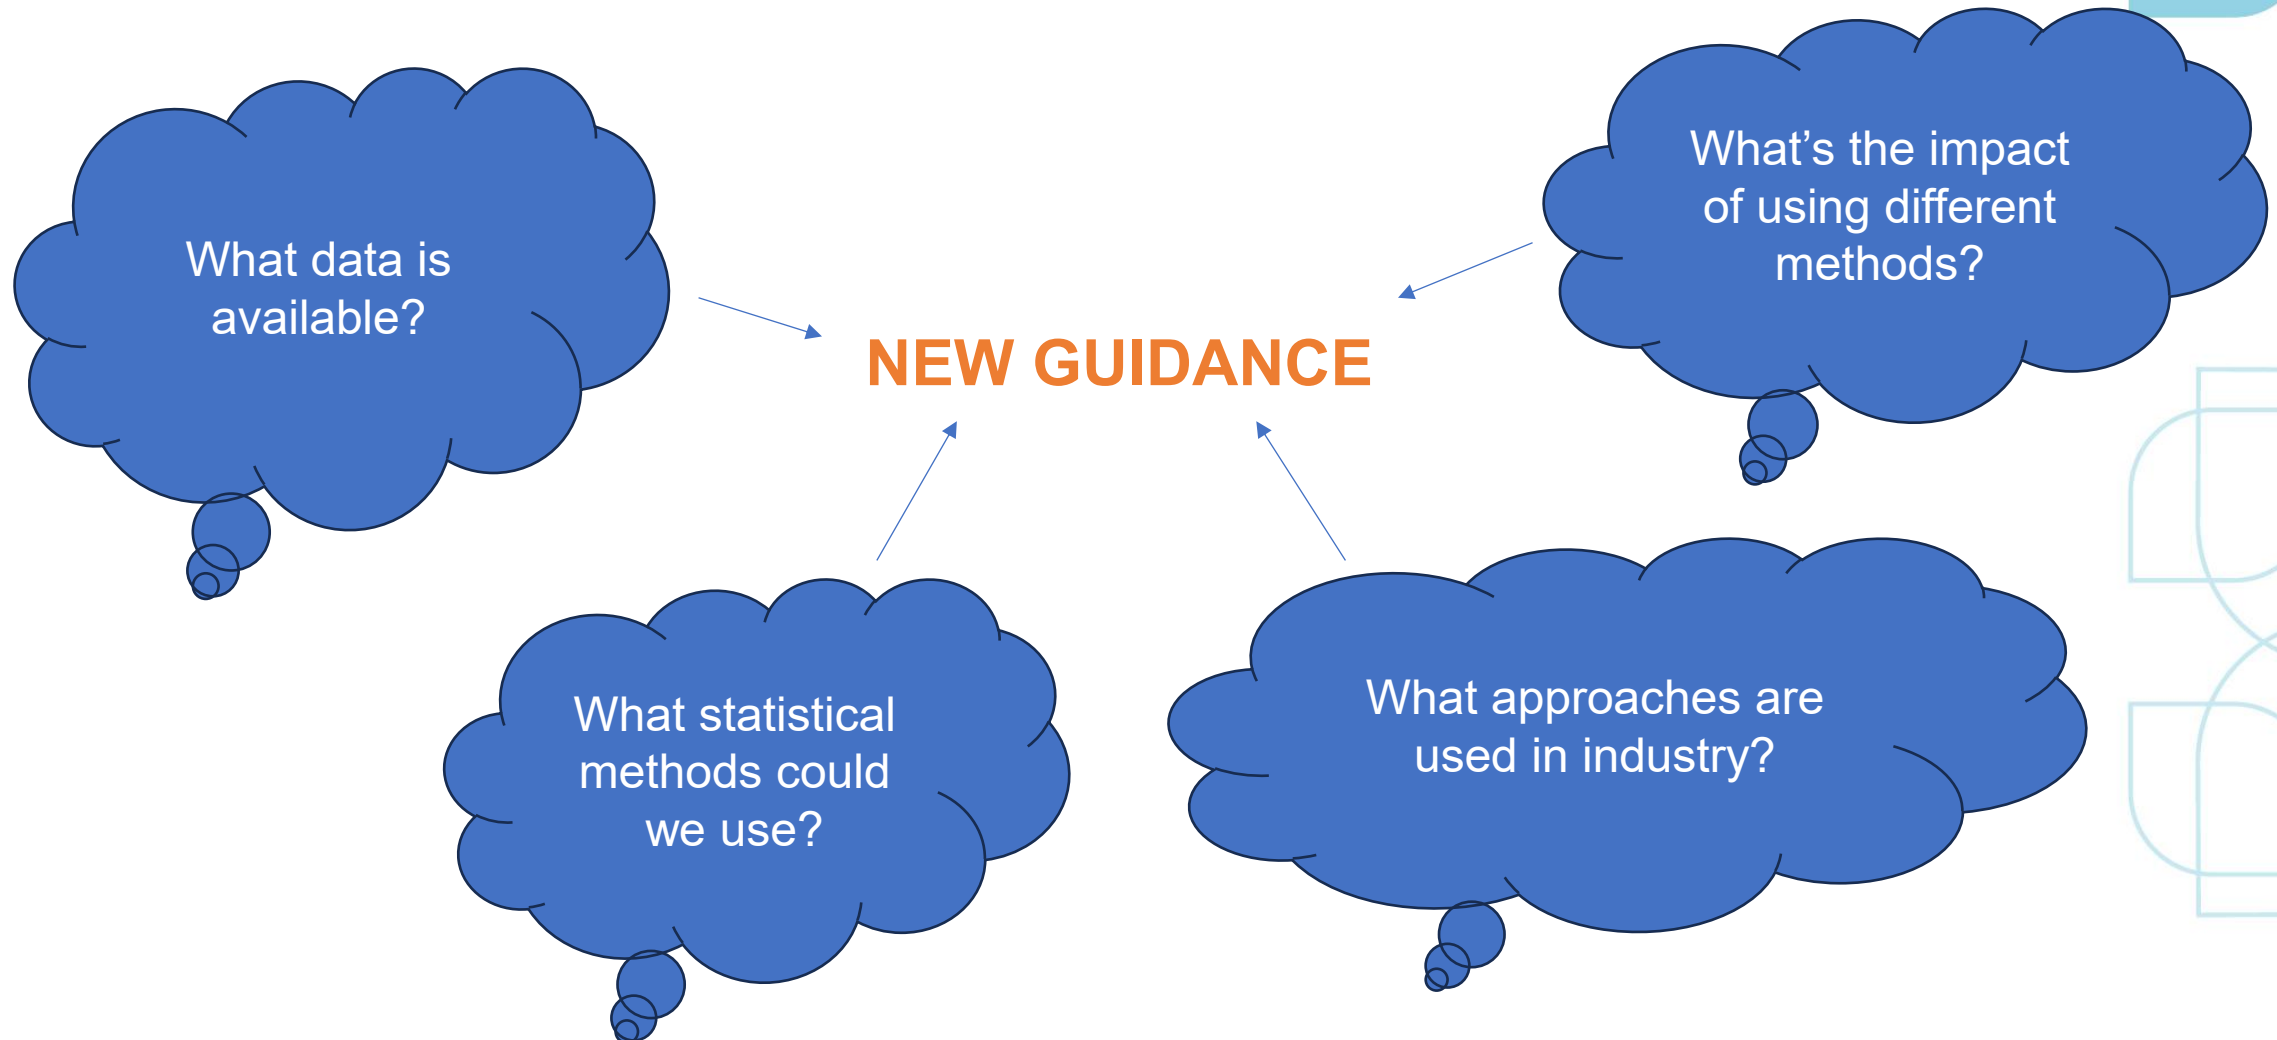 What data is
available?
What's the impact
of using different
methods?
NEW GUIDANCE
What statistical
methods could
we use?
What approaches are
used in industry?